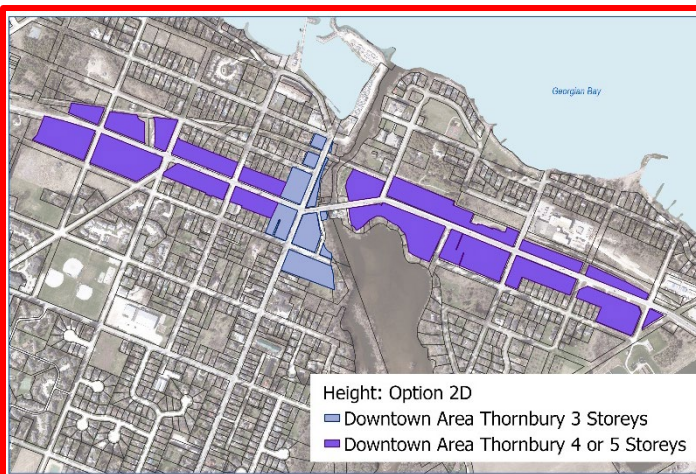 Georgian Bay
Height: Option 2D
Downtown Area Thornbury 3 Storeys
Downtown Area Thornbury 4 or 5 Storeys